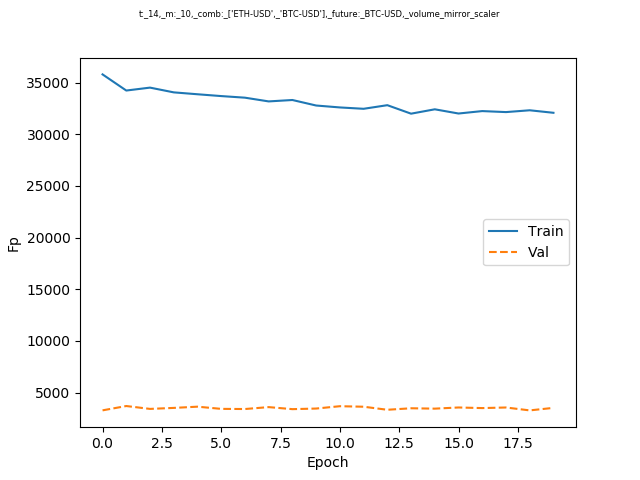 t:_14,_m:_10,_comb:_['ETH-USD',_'BTC-USD'],_future:_BTC-USD,_volume_mirror_scaler
35000
30000
25000
20000
15000
10000
5000
Fp
Train
Val
0.0 2.5 5.0 7.5 10.0 12.5 15.0 17.5
Epoch